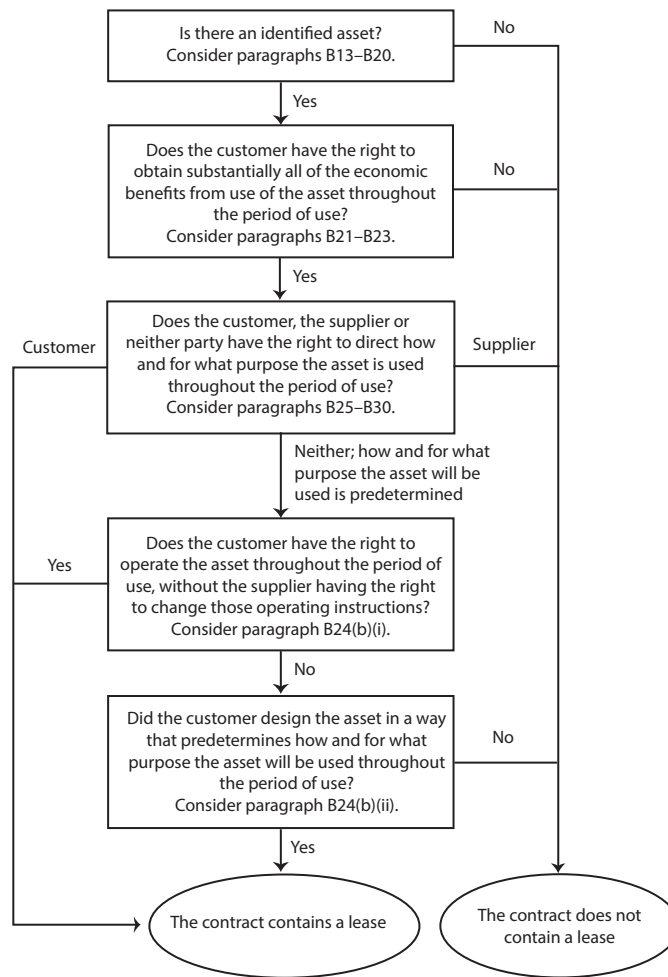 Is there an identified asset?
Consider paragraphs B13–B20.
No
Yes
Does the customer have the right to
obtain substantially all of the economic
benefits from use of the asset throughout
the period of use?
Consider paragraphs B21–B23.
No
Yes
Customer
Does the customer, the supplier or
neither party have the right to direct how
and for what purpose the asset is used
throughout the period of use?
Consider paragraphs B25–B30.
Supplier
Neither; how and for what
purpose the asset will be
used is predetermined
Yes
Does the customer have the right to
operate the asset throughout the period of
use, without the supplier having the right
to change those operating instructions?
Consider paragraph B24(b)(i).
No
Did the customer design the asset in a way
that predetermines how and for what
purpose the asset will be used throughout
the period of use?
Consider paragraph B24(b)(ii).
No
Yes
The contract contains a lease
The contract does not
contain a lease